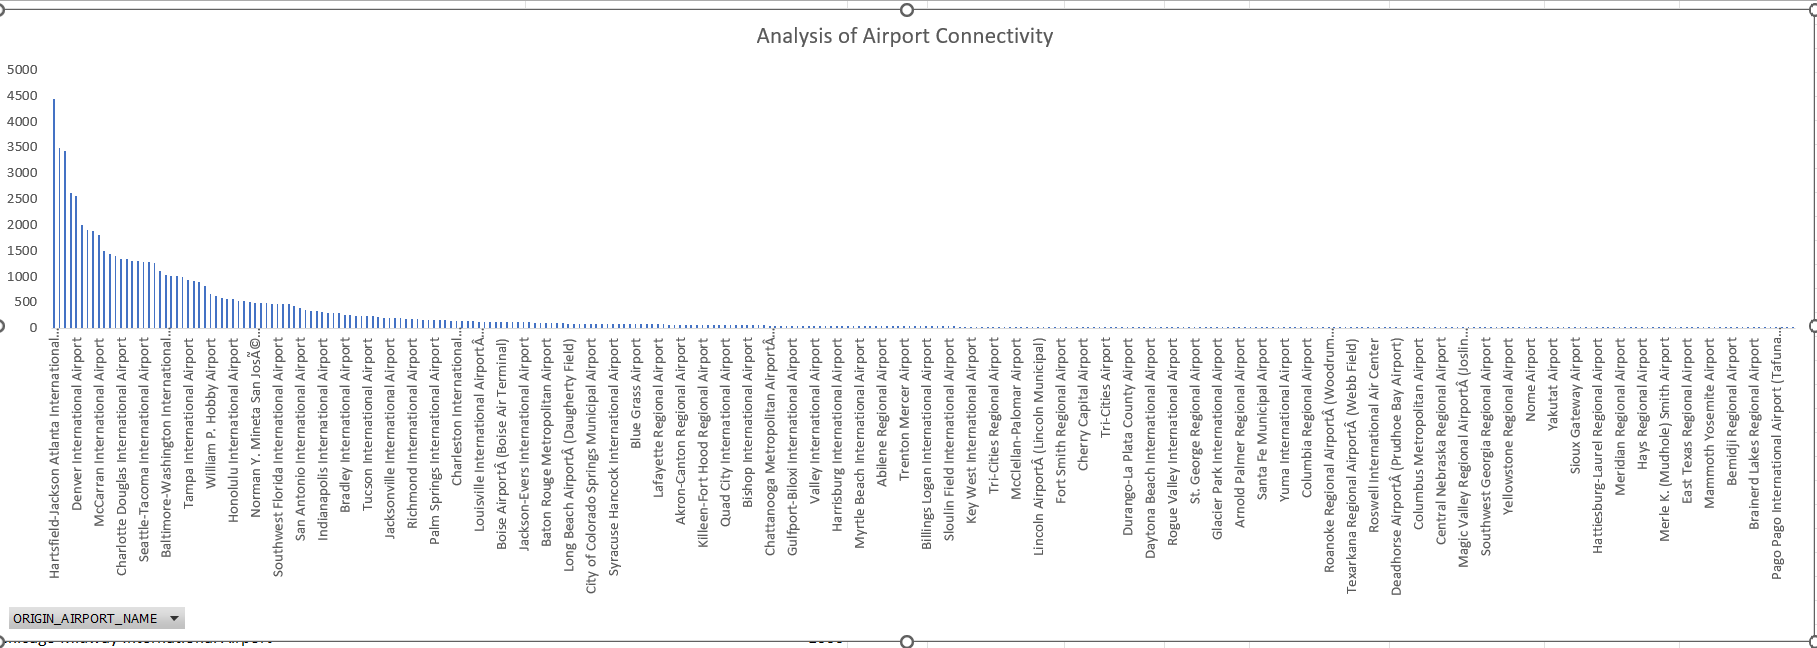 Analysis of Airport Connectivity
5000
4500
4000
3500
3000
2500
2000
1500
1000
500
0
Hartsfield-Jackson Atlanta International…
Denver International Airport
McCarran International Airport
Charlotte Douglas International Airport
Seattle-Tacoma International Airport
Baltimore-Washington International…
Tampa International Airport
William P. Hobby Airport
Honolulu International Airport
Norman Y. Mineta San JosÃ©…
Southwest Florida International Airport
San Antonio International Airport
Indianapolis International Airport
Bradley International Airport
Tucson International Airport
Jacksonville International Airport
Richmond International Airport
Palm Springs International Airport
Charleston International…
Louisville International AirportÂ…
Boise AirportÂ (Boise Air Terminal)
Jackson-Evers International Airport
Baton Rouge Metropolitan Airport
Long Beach AirportÂ (Daugherty Field)
City of Colorado Springs Municipal Airport
Syracuse Hancock International Airport
Blue Grass Airport
Lafayette Regional Airport
Akron-Canton Regional Airport
Killeen-Fort Hood Regional Airport
Quad City International Airport
Bishop International Airport
Chattanooga Metropolitan AirportÂ…
Gulfport-Biloxi International Airport
Valley International Airport
Harrisburg International Airport
Myrtle Beach International Airport
Abilene Regional Airport
Trenton Mercer Airport
Billings Logan International Airport
Sloulin Field International Airport
Key West International Airport
Tri-Cities Regional Airport
McClellan-Palomar Airport
Lincoln AirportÂ (Lincoln Municipal)
Fort Smith Regional Airport
Cherry Capital Airport
Tri-Cities Airport
Durango-La Plata County Airport
Daytona Beach International Airport
Rogue Valley International Airport
St. George Regional Airport
Glacier Park International Airport
Arnold Palmer Regional Airport
Santa Fe Municipal Airport
Yuma International Airport
Columbia Regional Airport
Roanoke Regional AirportÂ (Woodrum…
Texarkana Regional AirportÂ (Webb Field)
Roswell International Air Center
Deadhorse AirportÂ (Prudhoe Bay Airport)
Columbus Metropolitan Airport
Central Nebraska Regional Airport
Magic Valley Regional AirportÂ (Joslin…
Southwest Georgia Regional Airport
Yellowstone Regional Airport
Nome Airport
Yakutat Airport
Sioux Gateway Airport
Hattiesburg-Laurel Regional Airport
Meridian Regional Airport
Hays Regional Airport
Merle K. (Mudhole) Smith Airport
East Texas Regional Airport
Mammoth Yosemite Airport
Bemidji Regional Airport
Brainerd Lakes Regional Airport
Pago Pago International Airport (Tafuna…
ORIGIN_AIRPORT_NAME